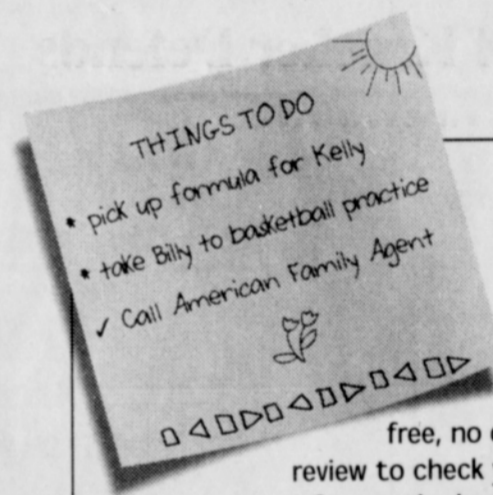 THINGS TO DO
• pick up formula for Kelly
• take Billy to basketball practice
✓ Call American Family Agent
free, no
review to check